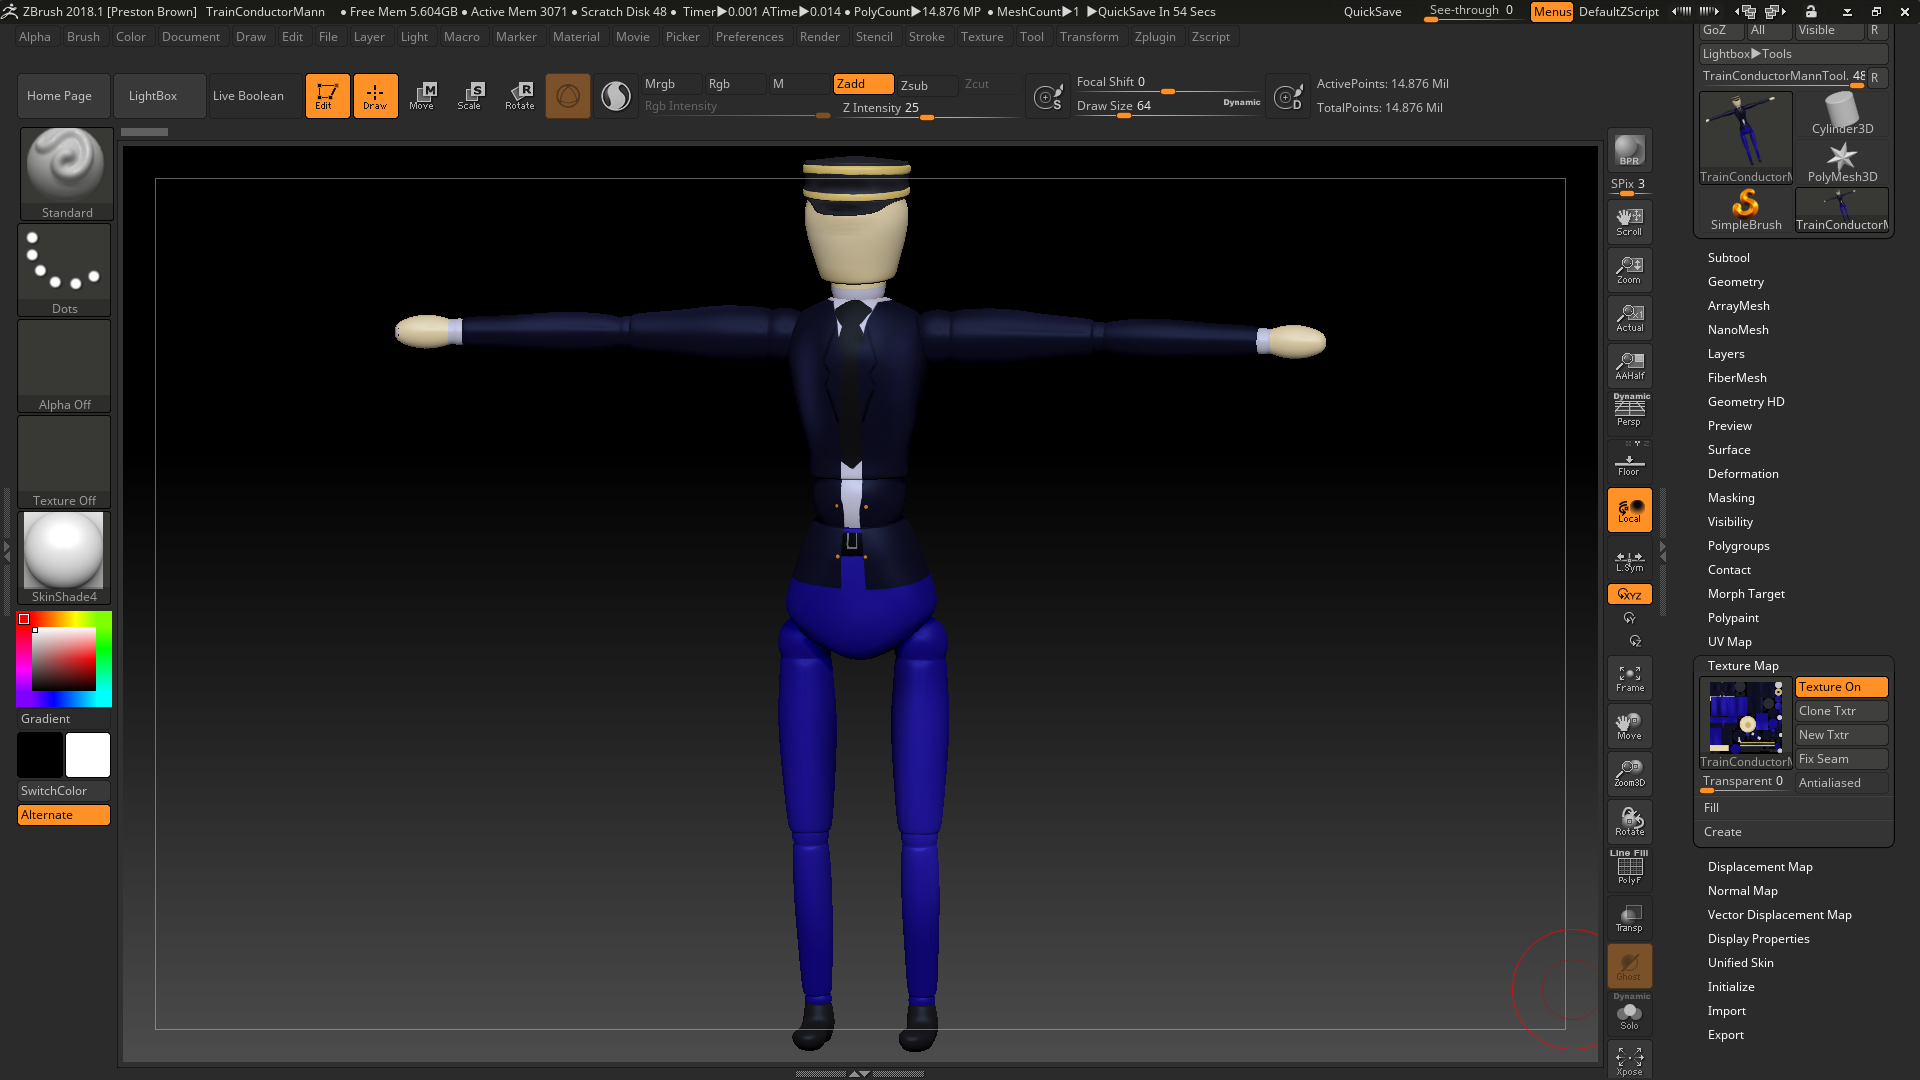 ZBrush 2018.1 [Preston Brown] TrainConductorMann • Free Mem 5.604GB • Active Mem 3071 • Scratch Disk 48 • Timer▶0.001 ATime▶0.014 • PolyCount▶14.876 MP • MeshCount▶1 ▶QuickSave In 54 Secs QuickSave See-through 0 Menus DefaultZScript
Alpha Brush Color Document Draw Edit File Layer Light Macro Marker Material Movie Picker Preferences Render Stencil Stroke Texture Tool Transform Zplugin Zscript
Home Page LightBox Live Boolean Edit Draw Move Scale Rotate
M S R
Mrgb Rgb M Zadd Zsub Zcut
Rgb Intensity Z Intensity 25
S Focal Shift 0
Draw Size 64 Dynamic D
ActivePoints: 14.876 Mil
TotalPoints: 14.876 Mil
Standard
Dots
Alpha Off
Texture Off
SkinShade4
Gradient
SwitchColor
Alternate
BPR
SPix 3
Scroll
Zoom
Actual
AAHalf
Dynamic
Persp
Floor
Local
L.Sym
XYZ
Y
Z
Frame
Move
Zoom3D
Rotate
Line Fill
PolyF
Transp
Ghost
Dynamic
Solo
Xpose
GoZ All Visible R
Lightbox▶Tools
TrainConductorMannTool. 48 R
TrainConductorM Cylinder3D
PolyMesh3D
SimpleBrush TrainConductorM
Subtool
Geometry
ArrayMesh
NanoMesh
Layers
FiberMesh
Geometry HD
Preview
Surface
Deformation
Masking
Visibility
Polygroups
Contact
Morph Target
Polypaint
UV Map
Texture Map
Texture On
Clone Txtr
New Txtr
TrainConductorM Fix Seam
Transparent 0 Antialiased
Fill
Create
Displacement Map
Normal Map
Vector Displacement Map
Display Properties
Unified Skin
Initialize
Import
Export